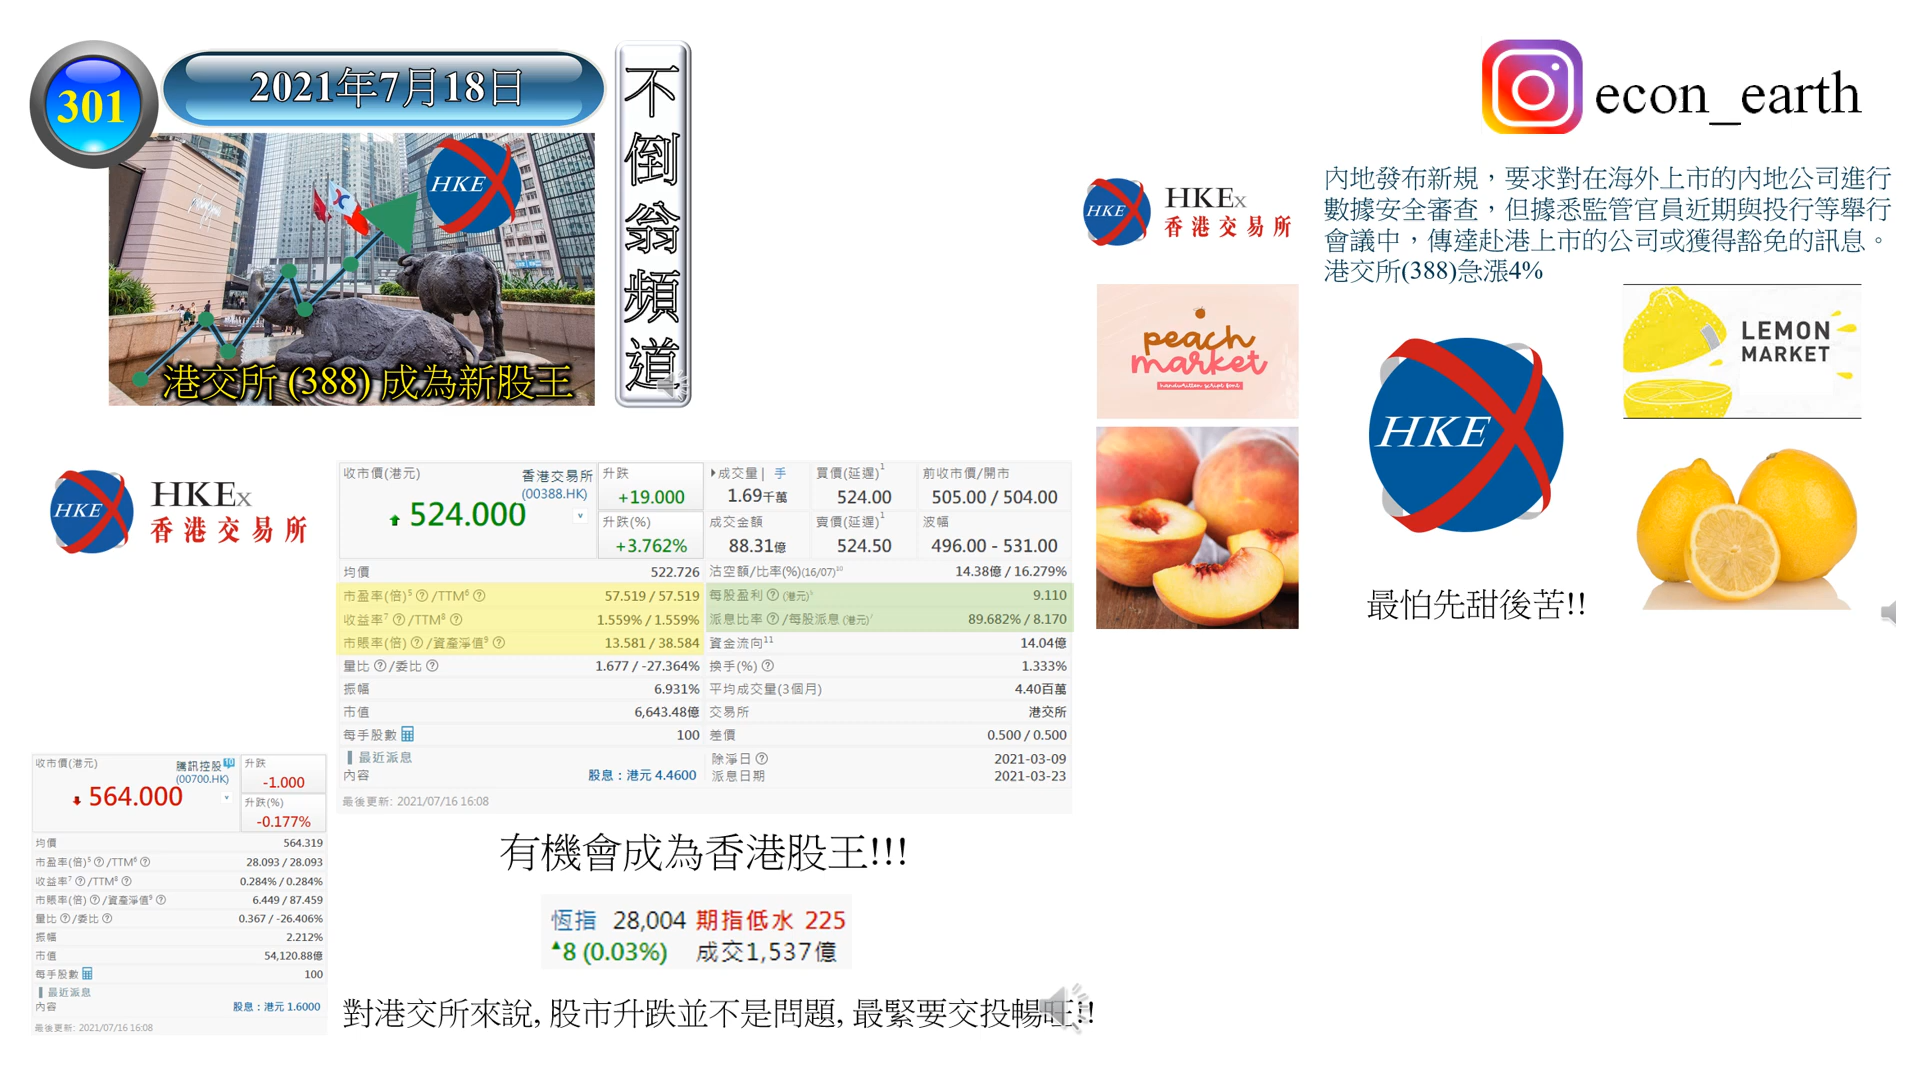 301
2021年7月18日
不倒翁頻道
HKEX
港交所 (388) 成為新股王
econ_earth
HKEX
HKEx
香港交易所
內地發布新規，要求對在海外上市的內地公司進行
數據安全審查，但據悉監管官員近期與投行等舉行
會議中，傳達赴港上市的公司或獲得豁免的訊息。
港交所(388)急漲4%
peach
market
handwritten script font
HKEX
LEMON
MARKET
最怕先甜後苦!!
HKEX
HKEx
香港交易所
收市價(港元) 香港交易所 (00388.HK) 524.000
升跌 +19.000
升跌(%) +3.762%
成交量 | 手 1.69千萬
買價(延遲)1 524.00
前收市價/開市 505.00 / 504.00
成交金額 88.31億
賣價(延遲)1 524.50
波幅 496.00 - 531.00
均價 522.726 沽空額/比率(%)(16/07)10 14.38億 / 16.279%
市盈率(倍)5 /TTM6 57.519 / 57.519 每股盈利 (港元) 9.110
收益率7 /TTM8 1.559% / 1.559% 派息比率 /每股派息 (港元) 89.682% / 8.170
市賬率(倍) /資產淨值9 13.581 / 38.584 資金流向11 14.04億
量比 /委比 1.677 / -27.364% 換手(%) 1.333%
振幅 6.931% 平均成交量(3個月) 4.40百萬
市值 6,643.48億 交易所 港交所
每手股數 100 差價 0.500 / 0.500
最近派息 除淨日 2021-03-09
內容 股息：港元 4.4600 派息日期 2021-03-23
最後更新: 2021/07/16 16:08
收市價(港元) 騰訊控股 10 (00700.HK) 564.000
升跌 -1.000
升跌(%) -0.177%
均價 564.319
市盈率(倍)5 /TTM6 28.093 / 28.093
收益率7 /TTM8 0.284% / 0.284%
市賬率(倍) /資產淨值9 6.449 / 87.459
量比 /委比 0.367 / -26.406%
振幅 2.212%
市值 54,120.88億
每手股數 100
最近派息
內容 股息：港元 1.6000
最後更新: 2021/07/16 16:08
有機會成為香港股王!!!
恆指 28,004 期指低水 225
8 (0.03%) 成交1,537億
對港交所來說, 股市升跌並不是問題, 最緊要交投暢旺!!